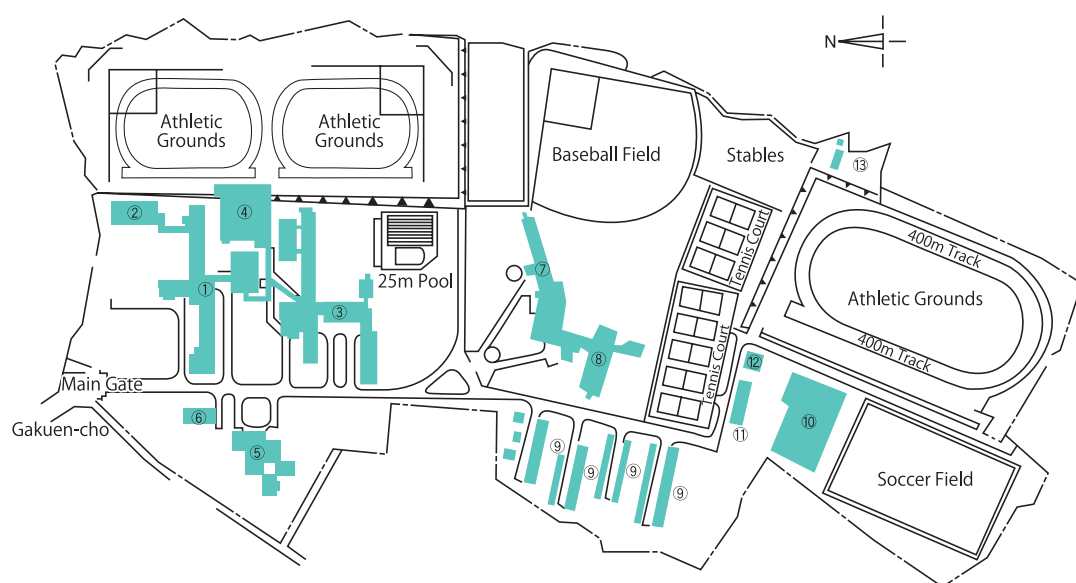 N
Athletic
Grounds
Athletic
Grounds
Baseball Field
Stables
⑬
②
④
Tennis Court
400m Track
⑦
25m Pool
①
③
Athletic Grounds
400m Track
Tennis Court
⑧
⑫
Main Gate
⑥
Gakuen-cho
⑤
⑪
⑩
⑨
⑨
⑨
⑨
Soccer Field